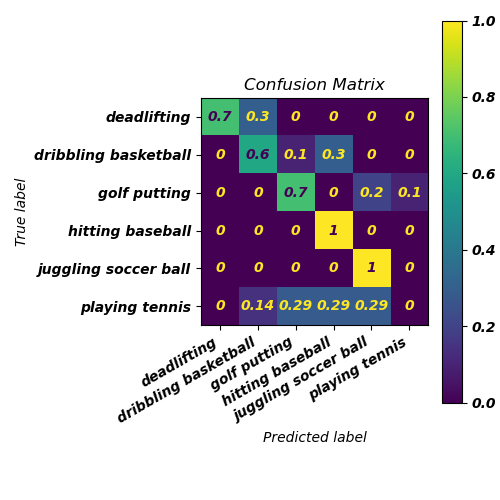 Confusion Matrix
True label
deadlifting 0.7 0.3 0 0 0 0
dribbling basketball 0 0.6 0.1 0.3 0 0
golf putting 0 0 0.7 0 0.2 0.1
hitting baseball 0 0 0 1 0 0
juggling soccer ball 0 0 0 0 1 0
playing tennis 0 0.14 0.29 0.29 0.29 0
deadlifting
dribbling basketball
golf putting
hitting baseball
juggling soccer ball
playing tennis
Predicted label
1.0
0.8
0.6
0.4
0.2
0.0